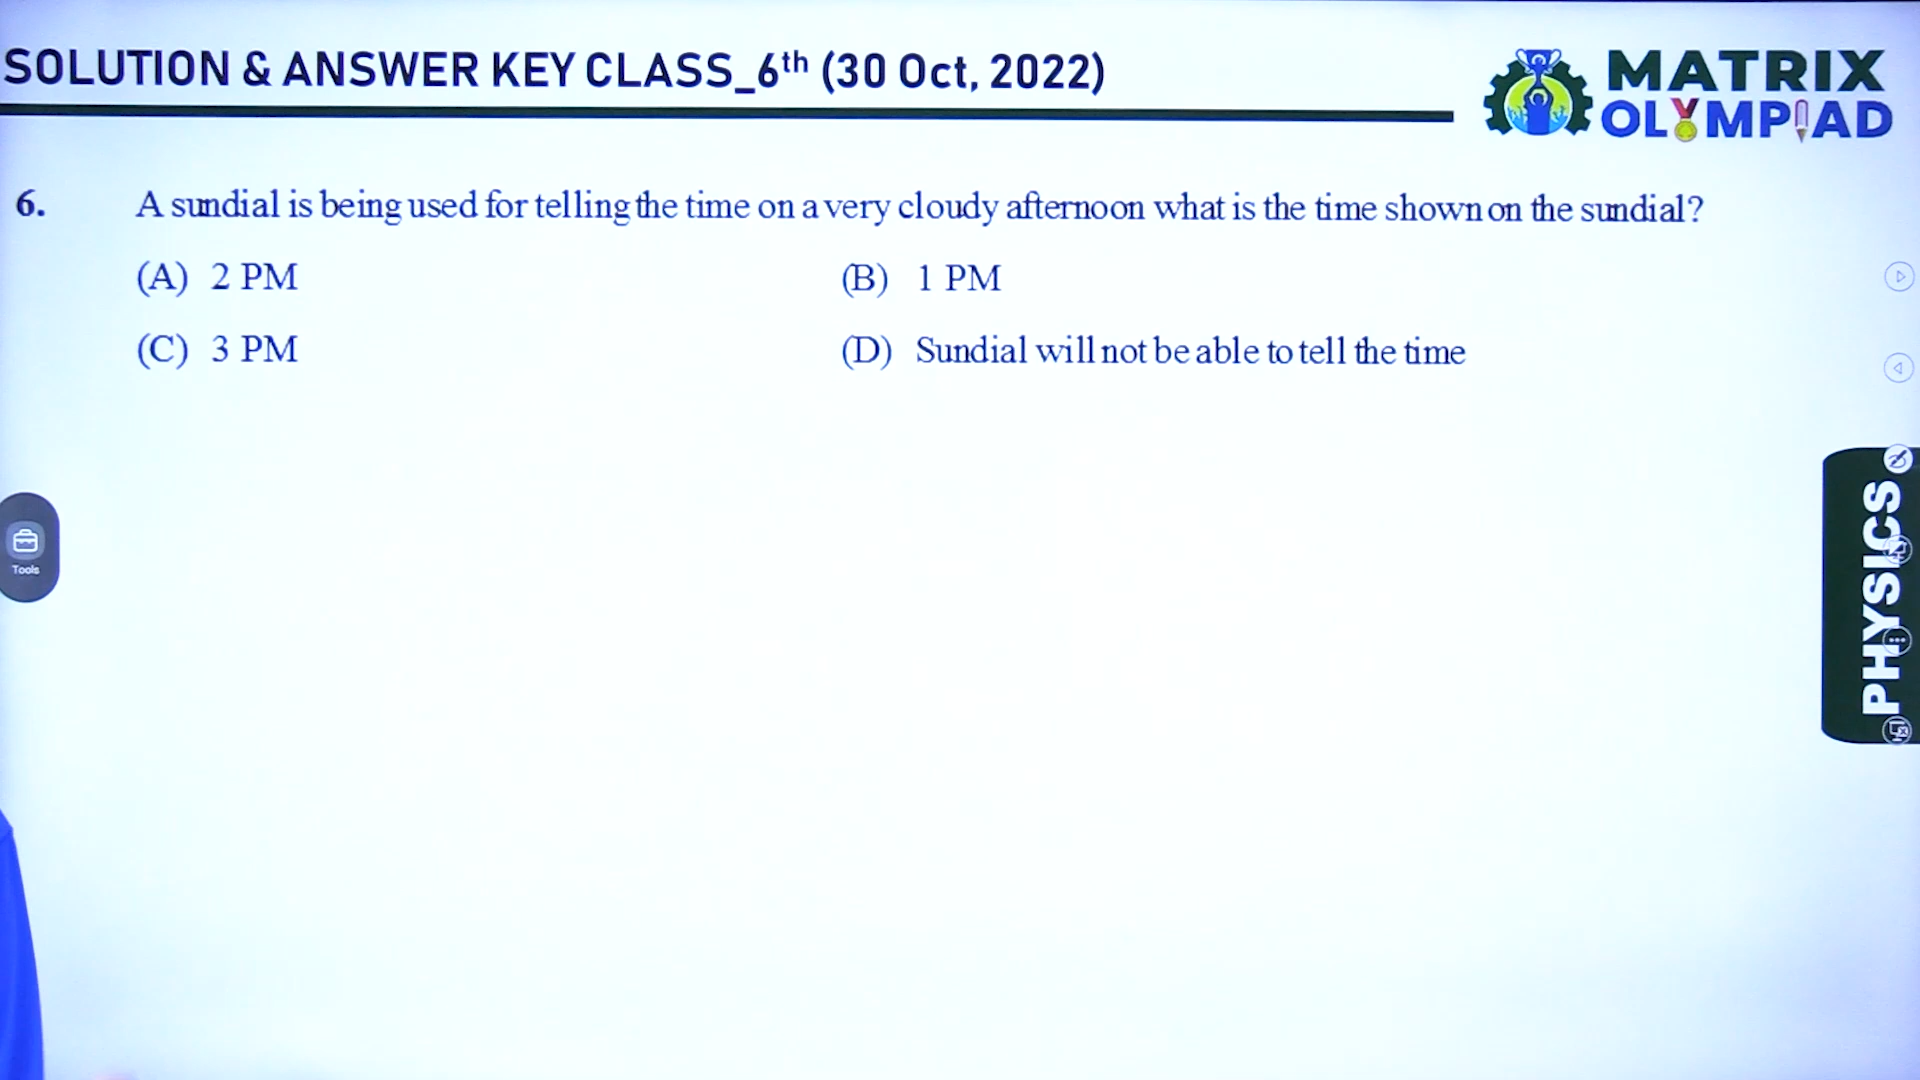 SOLUTION & ANSWER KEY CLASS_6th (30 Oct, 2022)
MATRIX
OLYMPIAD
6. A sundial is being used for telling the time on a very cloudy afternoon what is the time shown on the sundial?
(A) 2 PM (B) 1 PM
(C) 3 PM (D) Sundial will not be able to tell the time
Tools
PHYSICS